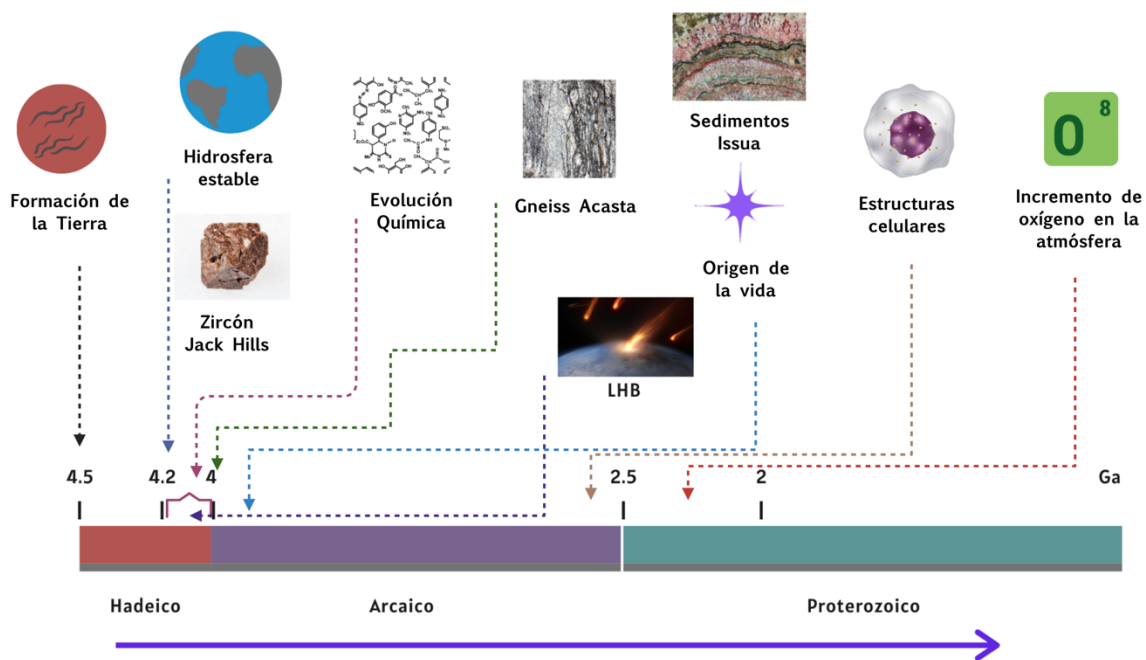 Formación de
la Tierra
Hidrosfera
estable
Zircón
Jack Hills
Evolución
Química
Gneiss Acasta
Sedimentos
Issua
Origen de
la vida
LHB
Estructuras
celulares
O 8
Incremento de
oxígeno en la
atmósfera
4.5 4.2 4 2.5 2 Ga
Hadeico Arcaico Proterozoico